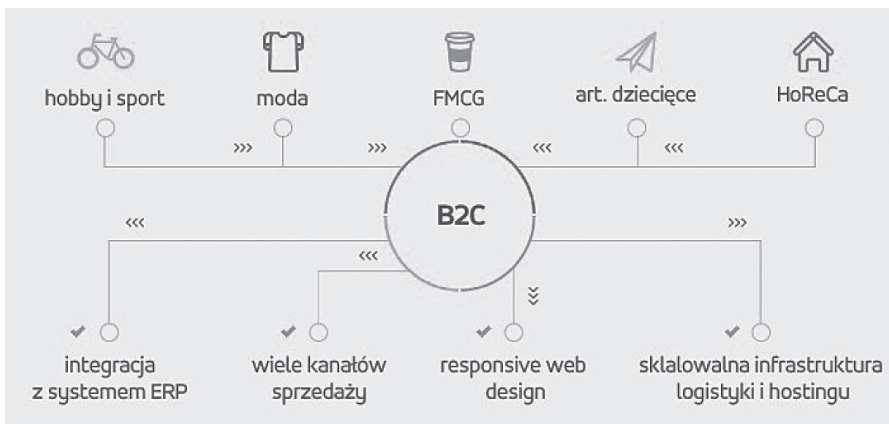 hobby i sport
moda
FMCG
art. dziecięce
HoReCa
B2C
integracja
z systemem ERP
wiele kanałów
sprzedaży
responsive web
design
sklalowalna infrastruktura
logistyki i hostingu